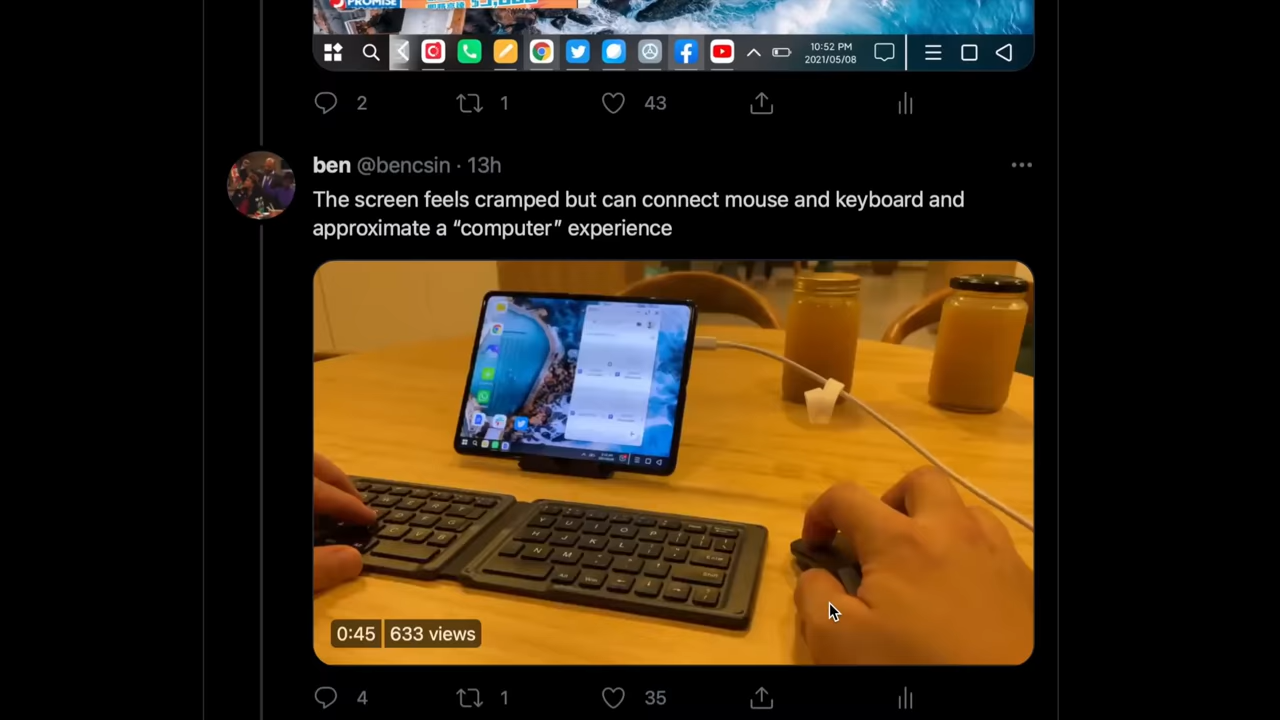 PROMISE
10:52 PM
2021/05/08
2
1
43
ben @bencsin · 13h
The screen feels cramped but can connect mouse and keyboard and
approximate a “computer” experience
0:45 633 views
4
1
35